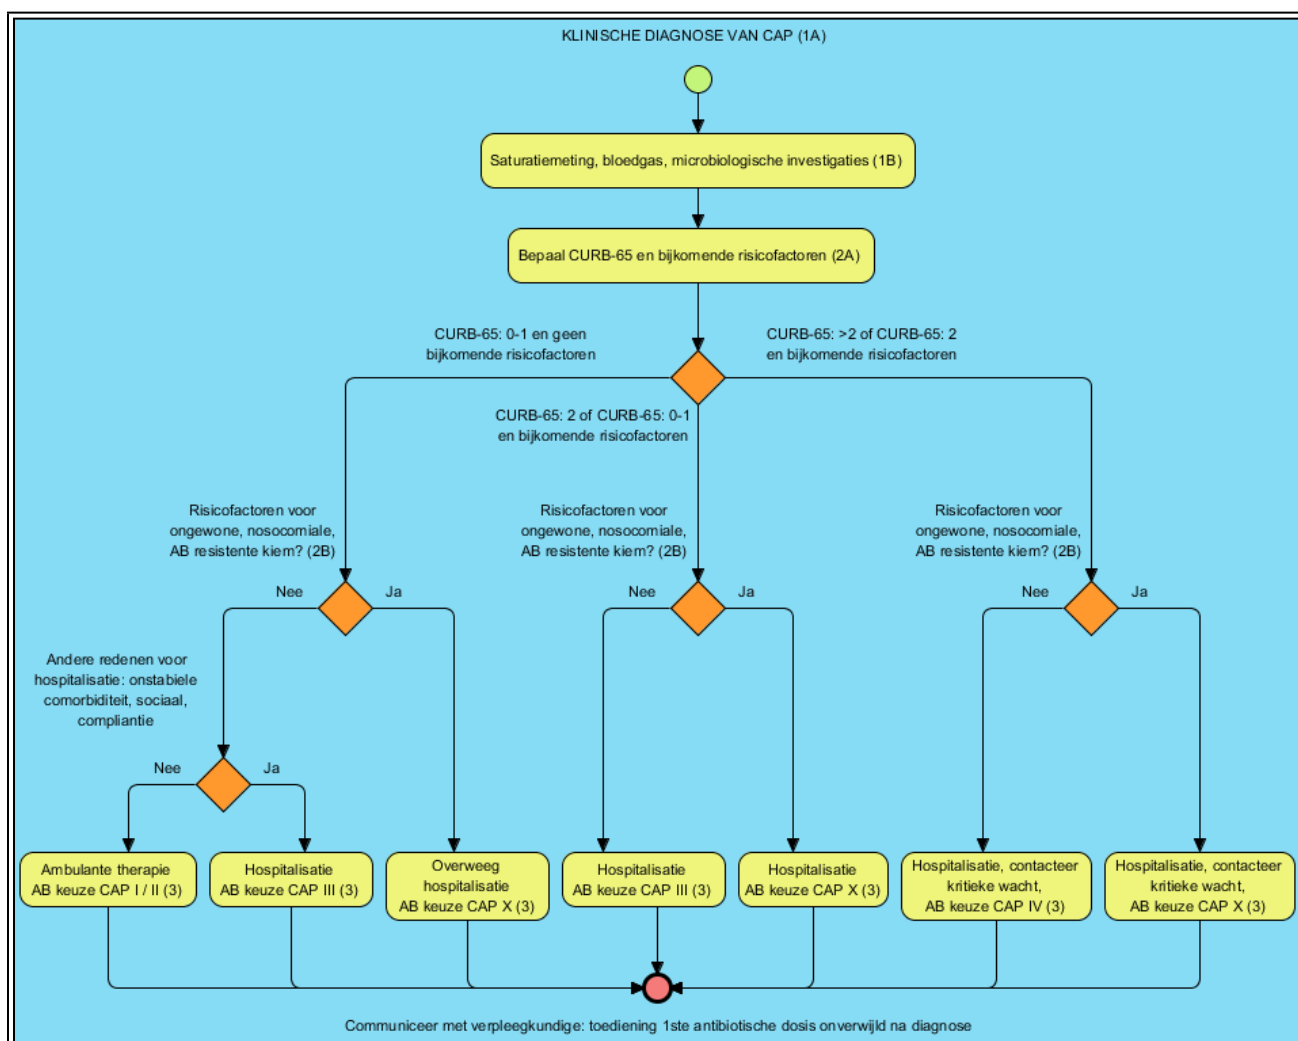 KLINISCHE DIAGNOSE VAN CAP (1A)
Saturatiemeting, bloedgas, microbiologische investigaties (1B)
Bepaal CURB-65 en bijkomende risicofactoren (2A)
CURB-65: 0-1 en geen
bijkomende risicofactoren
CURB-65: >2 of CURB-65: 2
en bijkomende risicofactoren
CURB-65: 2 of CURB-65: 0-1
en bijkomende risicofactoren
Risicofactoren voor
ongewone, nosocomiale,
AB resistente kiem? (2B)
Risicofactoren voor
ongewone, nosocomiale,
AB resistente kiem? (2B)
Risicofactoren voor
ongewone, nosocomiale,
AB resistente kiem? (2B)
Nee
Ja
Nee
Ja
Nee
Ja
Andere redenen voor
hospitalisatie: onstabiele
comorbiditeit, sociaal,
compliantie
Nee
Ja
Ambulante therapie
AB keuze CAP I / II (3)
Hospitalisatie
AB keuze CAP III (3)
Overweeg
hospitalisatie
AB keuze CAP X (3)
Hospitalisatie
AB keuze CAP III (3)
Hospitalisatie
AB keuze CAP X (3)
Hospitalisatie, contacteer
kritieke wacht,
AB keuze CAP IV (3)
Hospitalisatie, contacteer
kritieke wacht,
AB keuze CAP X (3)
Communiceer met verpleegkundige: toediening 1ste antibiotische dosis onverwijld na diagnose